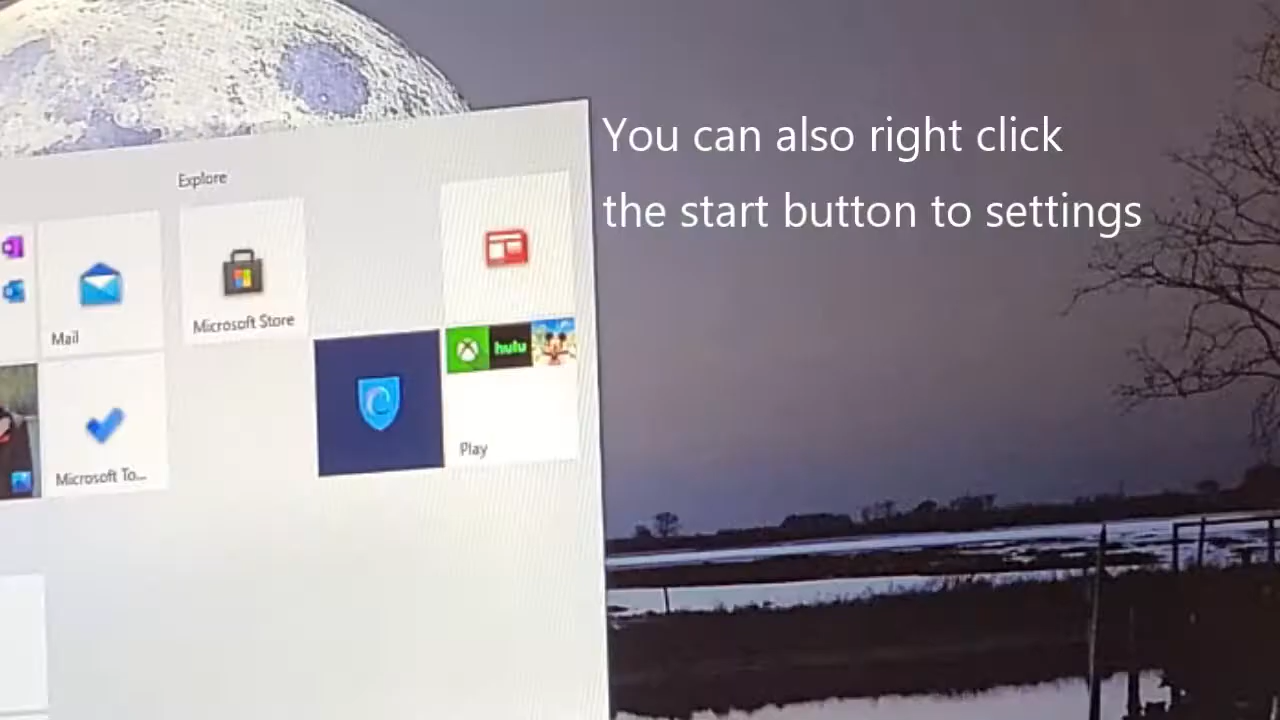 You can also right click
the start button to settings
Explore
Mail
Microsoft Store
hulu
Microsoft To...
Play